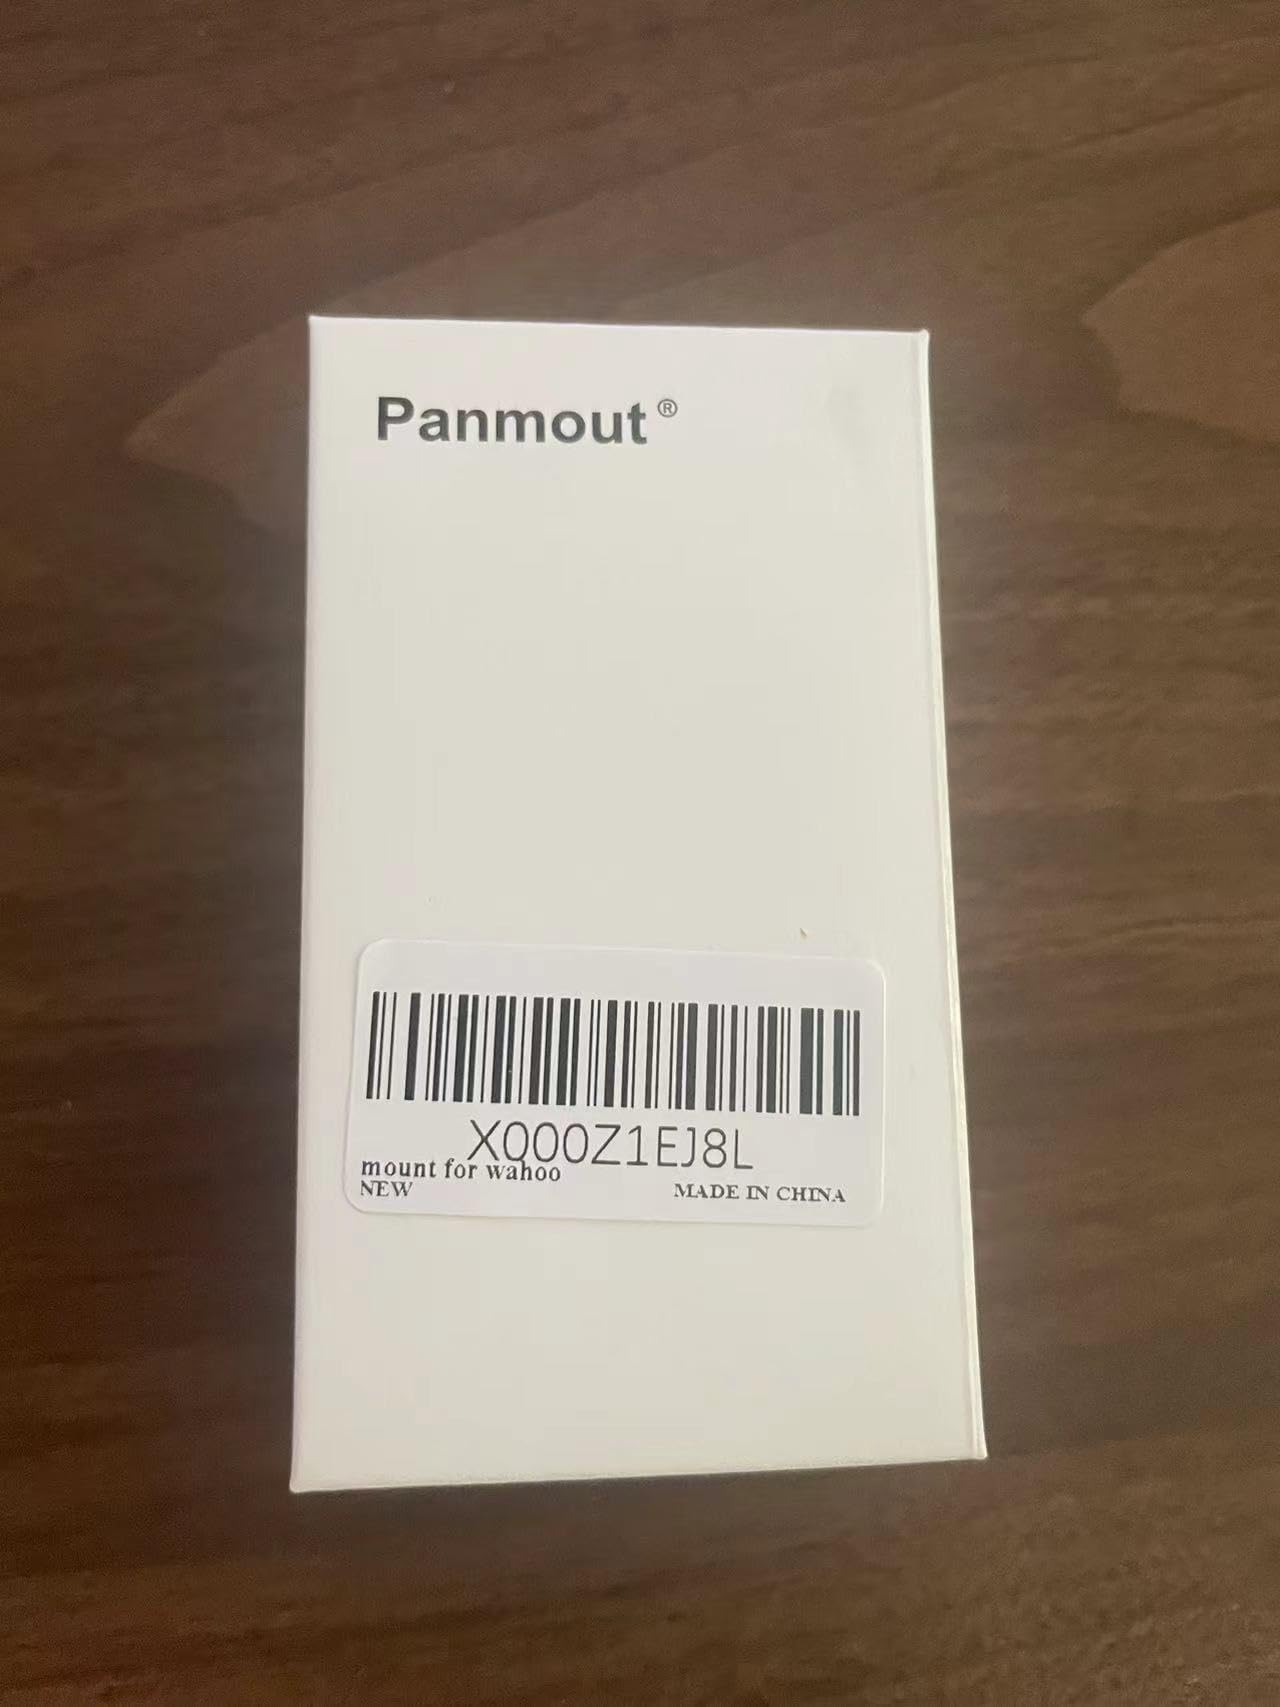 Panmout®
X000Z1EJ8L
mount for wahoo
NEW
MADE IN CHINA